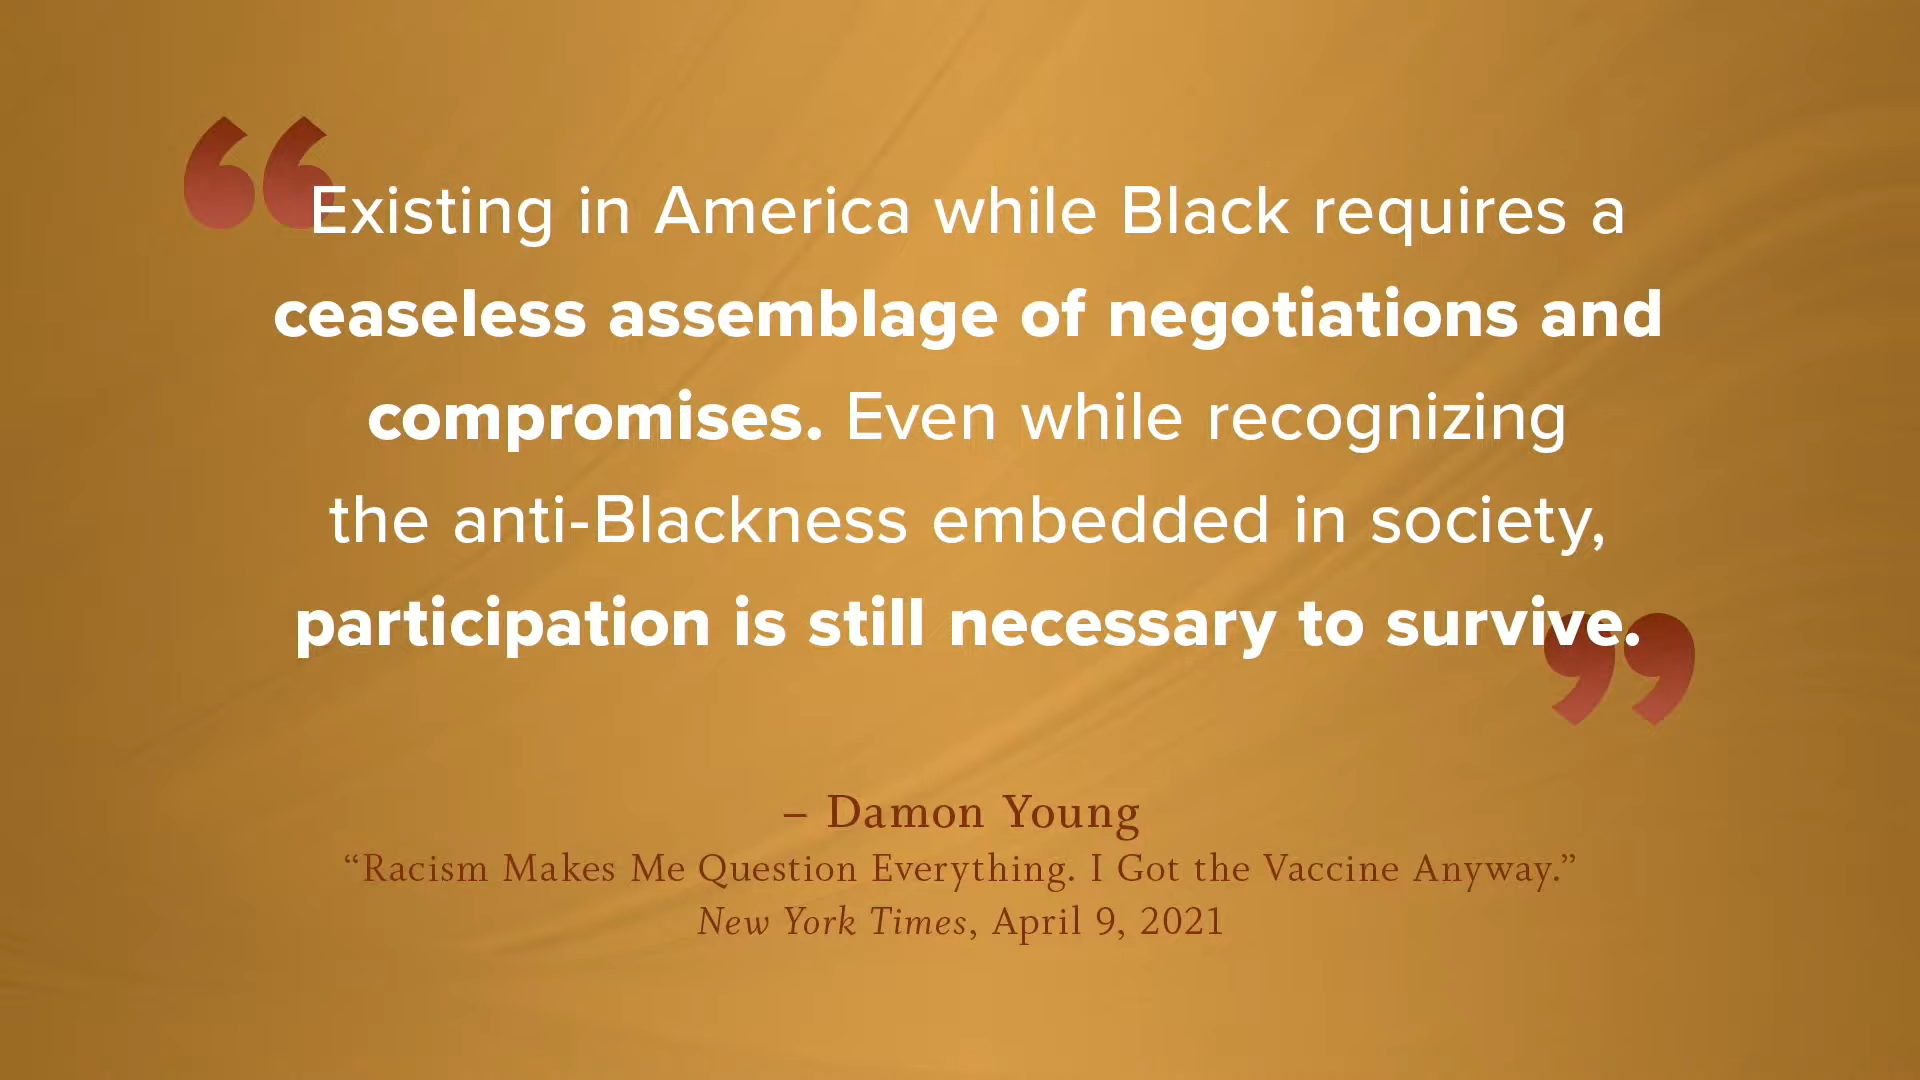 “Existing in America while Black requires a
ceaseless assemblage of negotiations and
compromises. Even while recognizing
the anti-Blackness embedded in society,
participation is still necessary to survive.”
– Damon Young
“Racism Makes Me Question Everything. I Got the Vaccine Anyway.”
New York Times, April 9, 2021